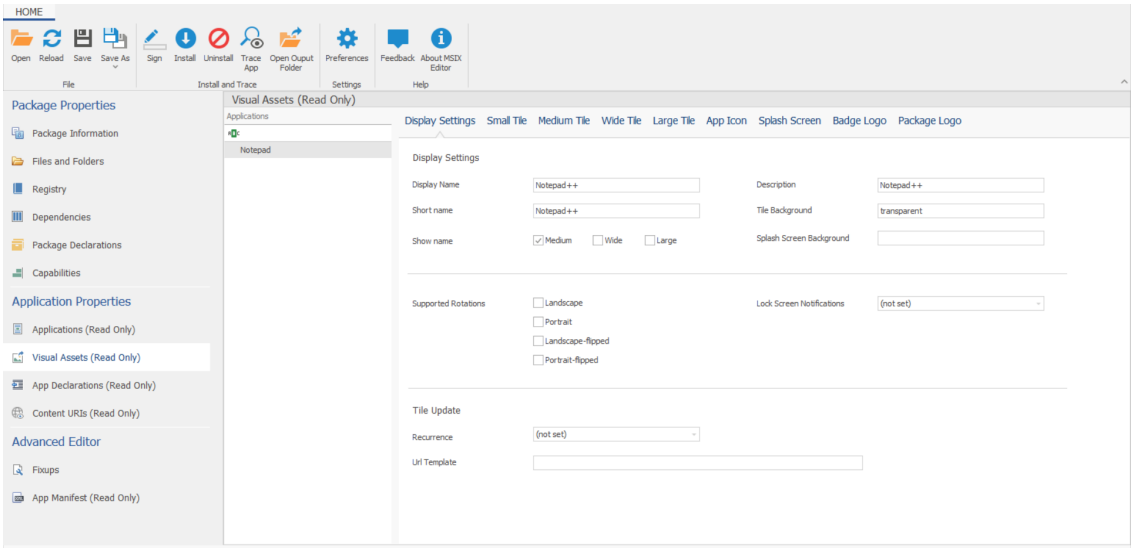 HOME
Open Reload Save Save As Sign Install Uninstall Trace App Open Ouput Folder Preferences Feedback About MSIX Editor
File Install and Trace Settings Help
Package Properties
Package Information
Files and Folders
Registry
Dependencies
Package Declarations
Capabilities
Application Properties
Applications (Read Only)
Visual Assets (Read Only)
App Declarations (Read Only)
Content URIs (Read Only)
Advanced Editor
Fixups
App Manifest (Read Only)
Visual Assets (Read Only)
Applications
Notepad
Display Settings Small Tile Medium Tile Wide Tile Large Tile App Icon Splash Screen Badge Logo Package Logo
Display Settings
Display Name Notepad++ Description Notepad++
Short name Notepad++ Tile Background transparent
Show name Medium Wide Large Splash Screen Background
Supported Rotations Landscape Lock Screen Notifications (not set)
Portrait
Landscape-flipped
Portrait-flipped
Tile Update
Recurrence (not set)
Url Template